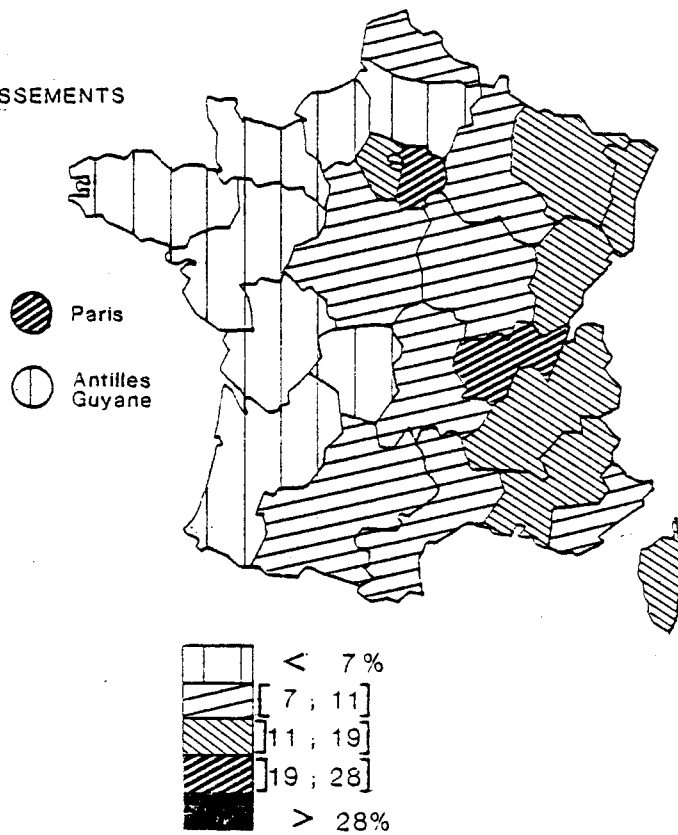 SSEMENTS
Paris
Antilles
Guyane
< 7%
[ 7 ; 11]
]11 ; 19]
]19 ; 28]
> 28%